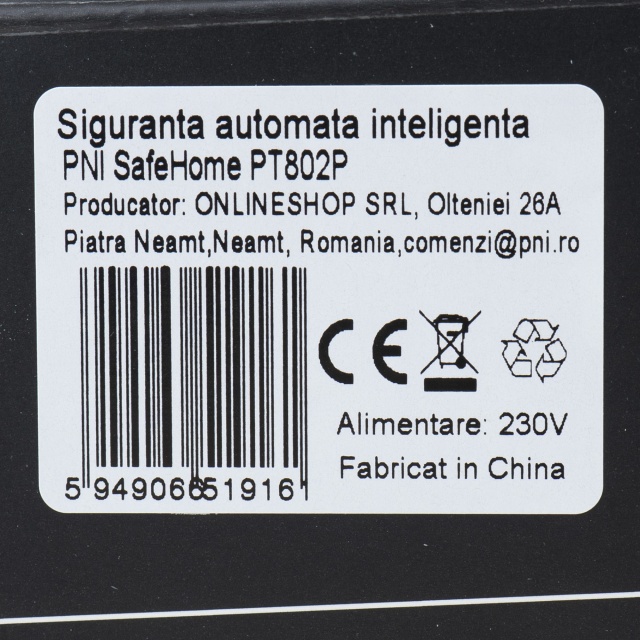 Siguranta automata inteligenta
PNI SafeHome PT802P
Producator: ONLINESHOP SRL, Olteniei 26A
Piatra Neamt,Neamt, Romania,comenzi@pni.ro
CE
Alimentare: 230V
Fabricat in China
5 949066 519161